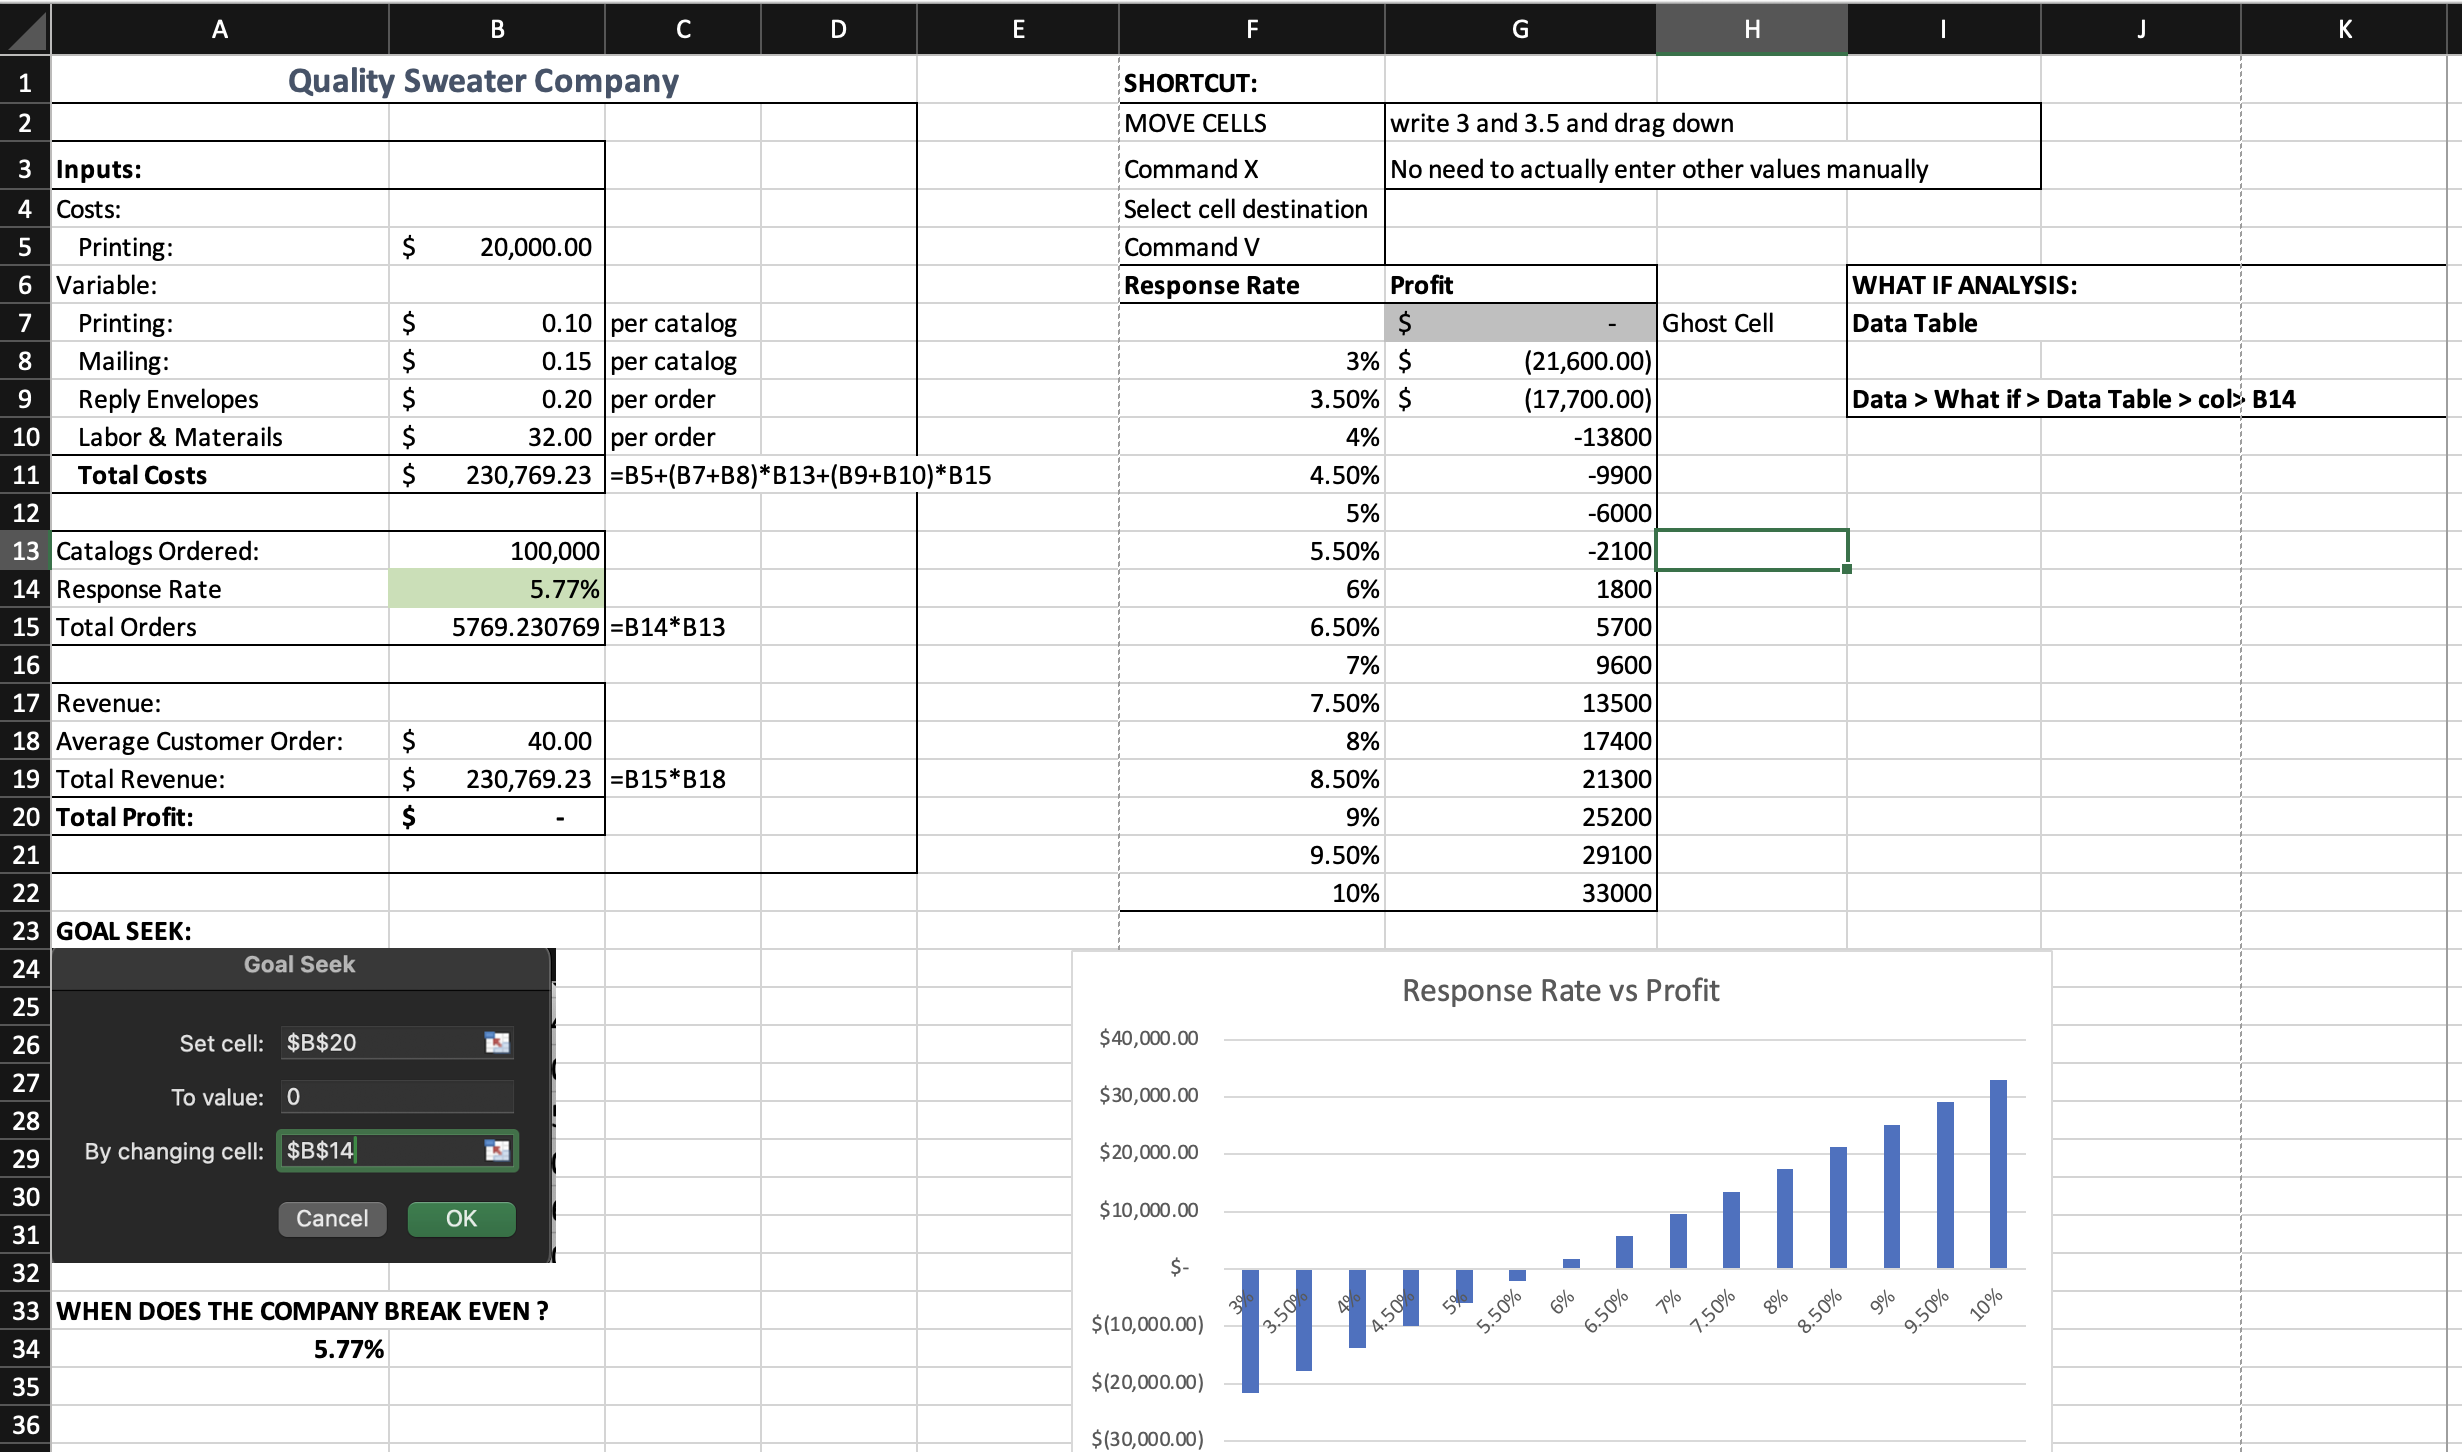 A B C D E F G H I J K
1 Quality Sweater Company SHORTCUT:
2 MOVE CELLS write 3 and 3.5 and drag down
3 Inputs: Command X No need to actually enter other values manually
4 Costs: Select cell destination
5 Printing: $ 20,000.00 Command V
6 Variable: Response Rate Profit WHAT IF ANALYSIS:
7 Printing: $ 0.10 per catalog $ - Ghost Cell Data Table
8 Mailing: $ 0.15 per catalog 3% $ (21,600.00)
9 Reply Envelopes $ 0.20 per order 3.50% $ (17,700.00) Data > What if > Data Table > col> B14
10 Labor & Materails $ 32.00 per order 4% -13800
11 Total Costs $ 230,769.23 =B5+(B7+B8)*B13+(B9+B10)*B15 4.50% -9900
12 5% -6000
13 Catalogs Ordered: 100,000 5.50% -2100
14 Response Rate 5.77% 6% 1800
15 Total Orders 5769.230769 =B14*B13 6.50% 5700
16 7% 9600
17 Revenue: 7.50% 13500
18 Average Customer Order: $ 40.00 8% 17400
19 Total Revenue: $ 230,769.23 =B15*B18 8.50% 21300
20 Total Profit: $ - 9% 25200
21 9.50% 29100
22 10% 33000
23 GOAL SEEK:
24 Goal Seek
25
26 Set cell: $B$20
27 To value: 0
28
29 By changing cell: $B$14
30
31 Cancel OK
32
33 WHEN DOES THE COMPANY BREAK EVEN ?
34 5.77%
35
36
Response Rate vs Profit
$40,000.00
$30,000.00
$20,000.00
$10,000.00
$-
3% 3.50% 4% 4.50% 5% 5.50% 6% 6.50% 7% 7.50% 8% 8.50% 9% 9.50% 10%
$(10,000.00)
$(20,000.00)
$(30,000.00)